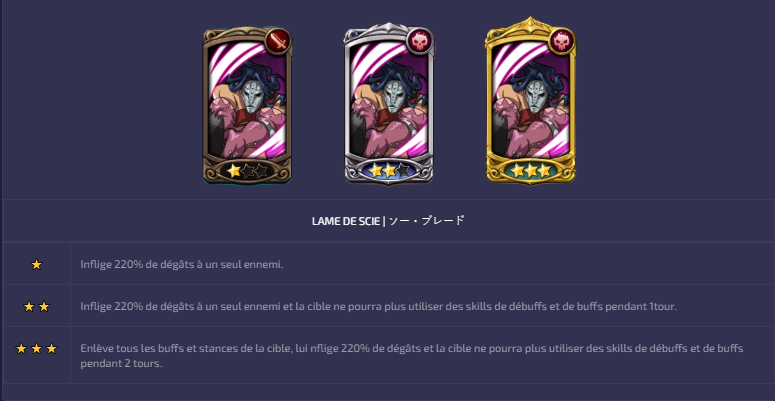 LAME DE SCIE | ソー・ブレード
Inflige 220% de dégâts à un seul ennemi.
Inflige 220% de dégâts à un seul ennemi et la cible ne pourra plus utiliser des skills de débuffs et de buffs pendant 1tour.
Enlève tous les buffs et stances de la cible, lui nflige 220% de dégâts et la cible ne pourra plus utiliser des skills de débuffs et de buffs
pendant 2 tours.